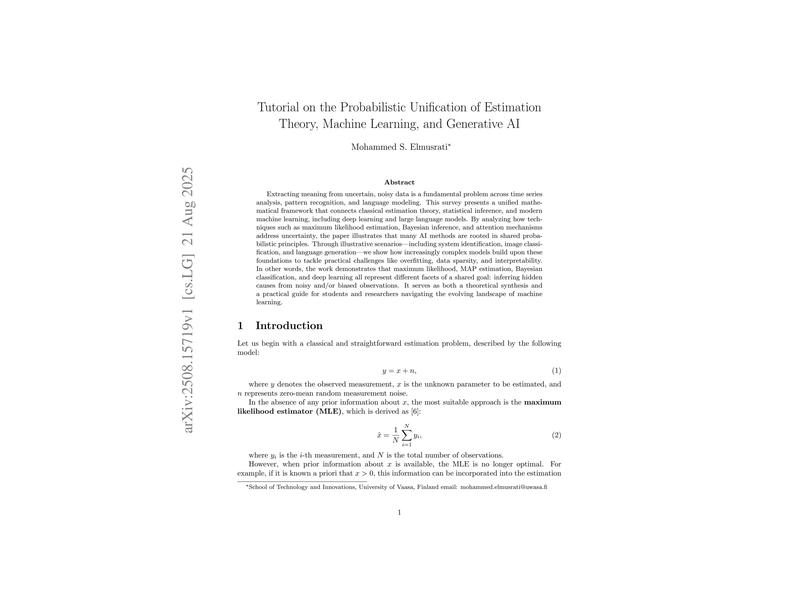 Tutorial on the Probabilistic Unification of Estimation
Theory, Machine Learning, and Generative AI
Mohammed S. Elmusrati*
Abstract
Extracting meaning from uncertain, noisy data is a fundamental problem across time series
analysis, pattern recognition, and language modeling. This survey presents a unified mathe-
matical framework that connects classical estimation theory, statistical inference, and modern
machine learning, including deep learning and large language models. By analyzing how tech-
niques such as maximum likelihood estimation, Bayesian inference, and attention mechanisms
address uncertainty, the paper illustrates that many AI methods are rooted in shared proba-
bilistic principles. Through illustrative scenarios—including system identification, image classi-
fication, and language generation—we show how increasingly complex models build upon these
foundations to tackle practical challenges like overfitting, data sparsity, and interpretability.
In other words, the work demonstrates that maximum likelihood, MAP estimation, Bayesian
classification, and deep learning all represent different facets of a shared goal: inferring hidden
causes from noisy and/or biased observations. It serves as both a theoretical synthesis and
a practical guide for students and researchers navigating the evolving landscape of machine
learning.
1 Introduction
Let us begin with a classical and straightforward estimation problem, described by the following
model:
y = x + n, (1)
where y denotes the observed measurement, x is the unknown parameter to be estimated, and
n represents zero-mean random measurement noise.
In the absence of any prior information about x, the most suitable approach is the maximum
likelihood estimator (MLE), which is derived as [6]:
x̂ = 1/N ∑_{i=1}^{N} y_i, (2)
where y_i is the i-th measurement, and N is the total number of observations.
However, when prior information about x is available, the MLE is no longer optimal. For
example, if it is known a priori that x > 0, this information can be incorporated into the estimation
*School of Technology and Innovations, University of Vaasa, Finland email: mohammed.elmusrati@uwasa.fi
1
arXiv:2508.15719v1 [cs.LG] 21 Aug 2025